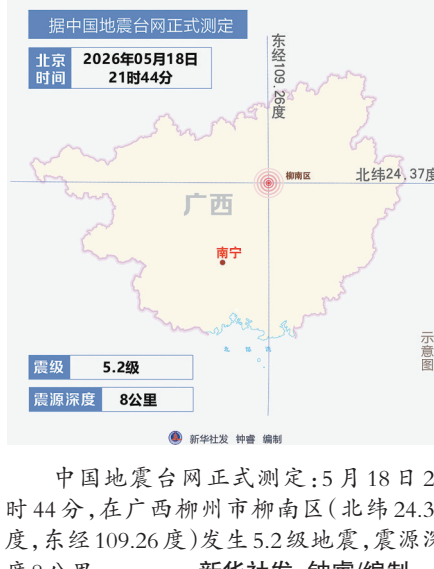 据中国地震台网正式测定
北京时间
2026年05月18日
21时44分
东经109.26度
柳南区
北纬24.37度
广西
南宁
示意图
震级
5.2级
震源深度
8公里
新华社发 钟睿 编制
中国地震台网正式测定:5月18日2
时44分,在广西柳州市柳南区(北纬24.3
度,东经109.26度)发生5.2级地震,震源深
度8公里 新华社发 钟睿/编制